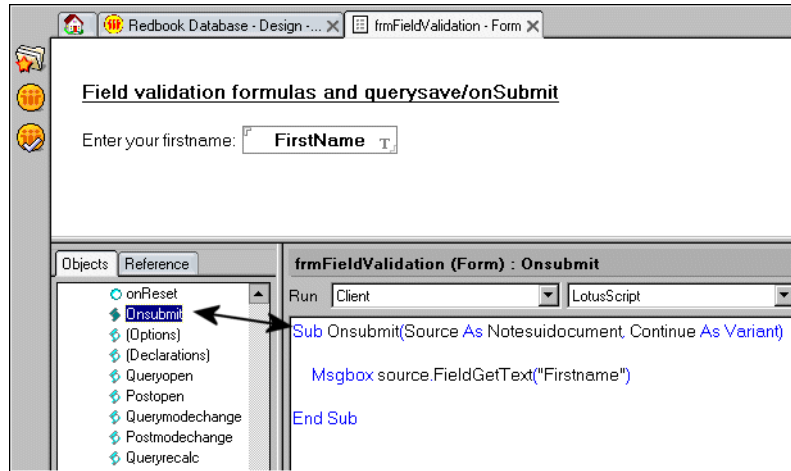 Redbook Database - Design -...
frmFieldValidation - Form
Field validation formulas and querysave/onSubmit
Enter your firstname: FirstName T
Objects Reference
frmFieldValidation (Form) : Onsubmit
Run Client LotusScript
onReset
Onsubmit
(Options)
(Declarations)
Queryopen
Postopen
Querymodechange
Postmodechange
Queryrecalc
Sub Onsubmit(Source As Notesuidocument, Continue As Variant)
Msgbox source.FieldGetText("Firstname")
End Sub